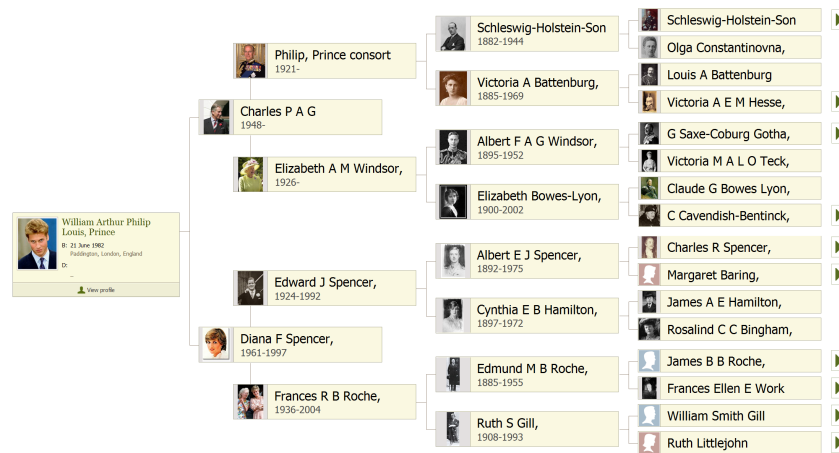 William Arthur Philip
Louis, Prince
B: 21 June 1982
Paddington, London, England
D:
--
View profile
Charles P A G
1948-
Diana F Spencer,
1961-1997
Philip, Prince consort
1921-
Elizabeth A M Windsor,
1926-
Edward J Spencer,
1924-1992
Frances R B Roche,
1936-2004
Schleswig-Holstein-Son
1882-1944
Victoria A Battenburg,
1885-1969
Albert F A G Windsor,
1895-1952
Elizabeth Bowes-Lyon,
1900-2002
Albert E J Spencer,
1892-1975
Cynthia E B Hamilton,
1897-1972
Edmund M B Roche,
1885-1955
Ruth S Gill,
1908-1993
Schleswig-Holstein-Son
Olga Constantinovna,
Louis A Battenburg
Victoria A E M Hesse,
G Saxe-Coburg Gotha,
Victoria M A L O Teck,
Claude G Bowes Lyon,
C Cavendish-Bentinck,
Charles R Spencer,
Margaret Baring,
James A E Hamilton,
Rosalind C C Bingham,
James B B Roche,
Frances Ellen E Work
William Smith Gill
Ruth Littlejohn